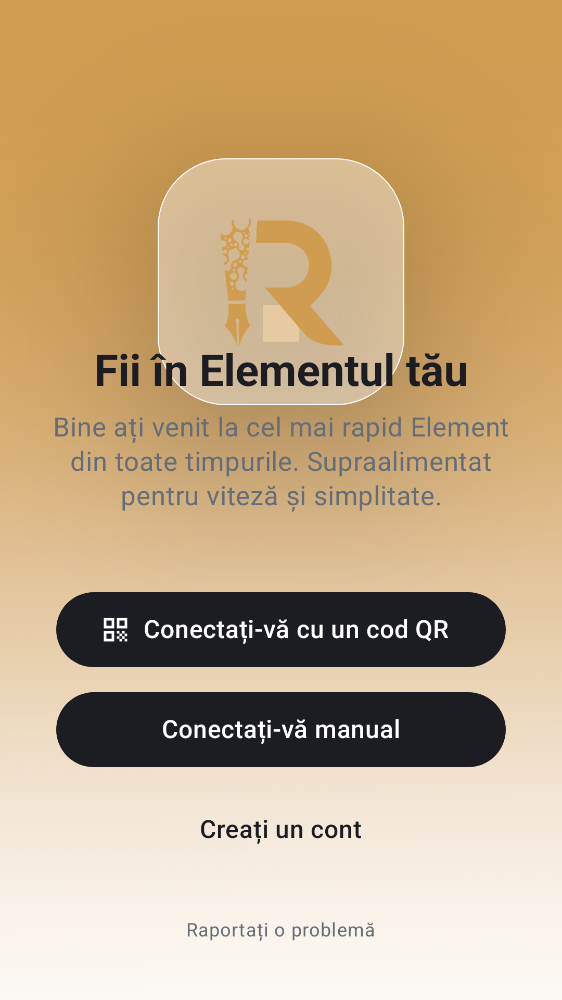 R
Fii în Elementul tău
Bine ați venit la cel mai rapid Element
din toate timpurile. Supraalimentat
pentru viteză și simplitate.
Conectați-vă cu un cod QR
Conectați-vă manual
Creați un cont
Raportați o problemă